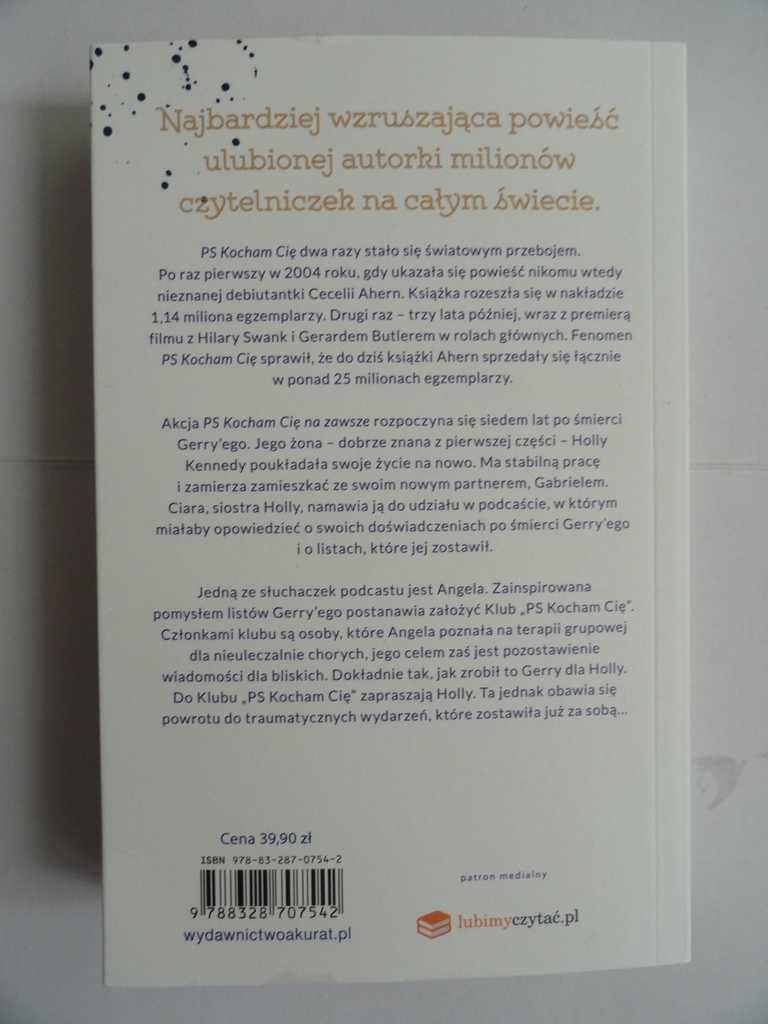 Najbardziej wzruszająca powieść
ulubionej autorki milionów
czytelniczek na całym świecie.
PS Kocham Cię dwa razy stało się światowym przebojem.
Po raz pierwszy w 2004 roku, gdy ukazała się powieść nikomu wtedy
nieznanej debiutantki Cecelii Ahern. Książka rozeszła się w nakładzie
1,14 miliona egzemplarzy. Drugi raz – trzy lata później, wraz z premierą
filmu z Hilary Swank i Gerardem Butlerem w rolach głównych. Fenomen
PS Kocham Cię sprawił, że do dziś książki Ahern sprzedały się łącznie
w ponad 25 milionach egzemplarzy.
Akcja PS Kocham Cię na zawsze rozpoczyna się siedem lat po śmierci
Gerry'ego. Jego żona – dobrze znana z pierwszej części – Holly
Kennedy poukładała swoje życie na nowo. Ma stabilną pracę
i zamierza zamieszkać ze swoim nowym partnerem, Gabrielem.
Ciara, siostra Holly, namawia ją do udziału w podcaście, w którym
miałaby opowiedzieć o swoich doświadczeniach po śmierci Gerry'ego
i o listach, które jej zostawił.
Jedną ze słuchaczek podcastu jest Angela. Zainspirowana
pomysłem listów Gerry'ego postanawia założyć Klub „PS Kocham Cię”.
Członkami klubu są osoby, które Angela poznała na terapii grupowej
dla nieuleczalnie chorych, jego celem zaś jest pozostawienie
wiadomości dla bliskich. Dokładnie tak, jak zrobił to Gerry dla Holly.
Do Klubu „PS Kocham Cię” zapraszają Holly. Ta jednak obawia się
powrotu do traumatycznych wydarzeń, które zostawiła już za sobą...
Cena 39,90 zł
ISBN 978-83-287-0754-2
9 788328 707542
wydawnictwoakurat.pl
patron medialny
lubimyczytać.pl